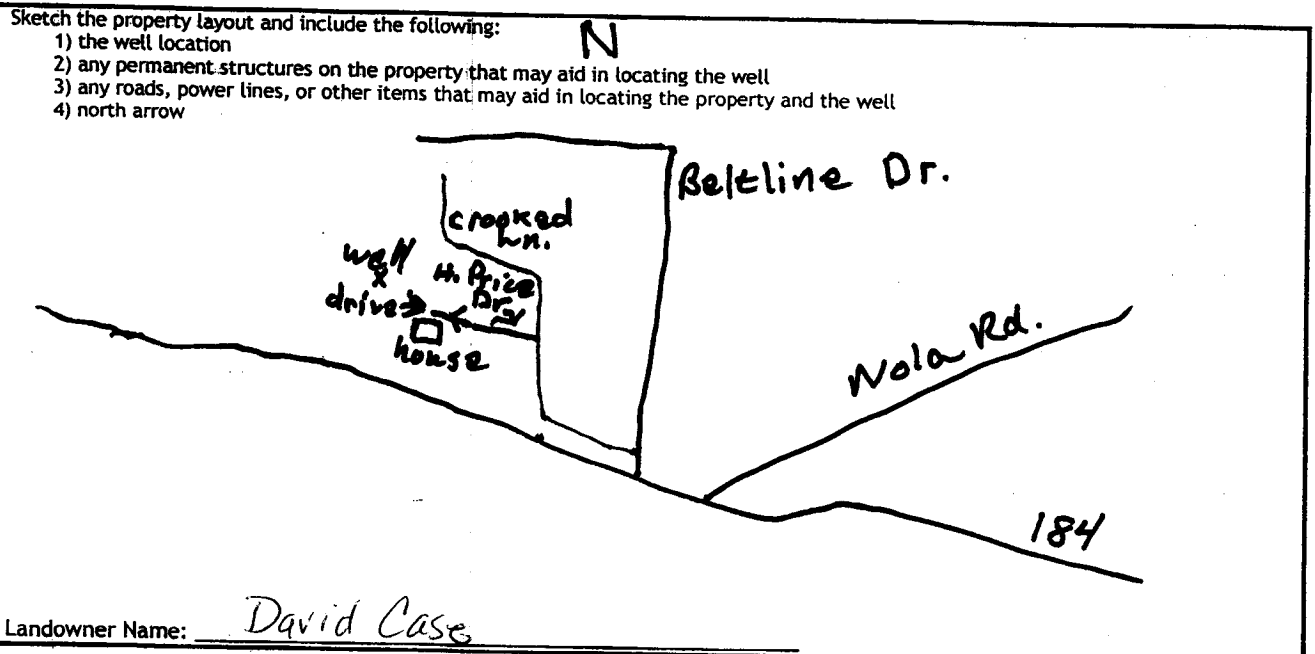 Sketch the property layout and include the following:
1) the well location
2) any permanent structures on the property that may aid in locating the well
3) any roads, power lines, or other items that may aid in locating the property and the well
4) north arrow
N
Beltline Dr.
crooked
Ln.
well
x
H. Price
Dr.
drive
house
Nola Rd.
184
Landowner Name: David Case